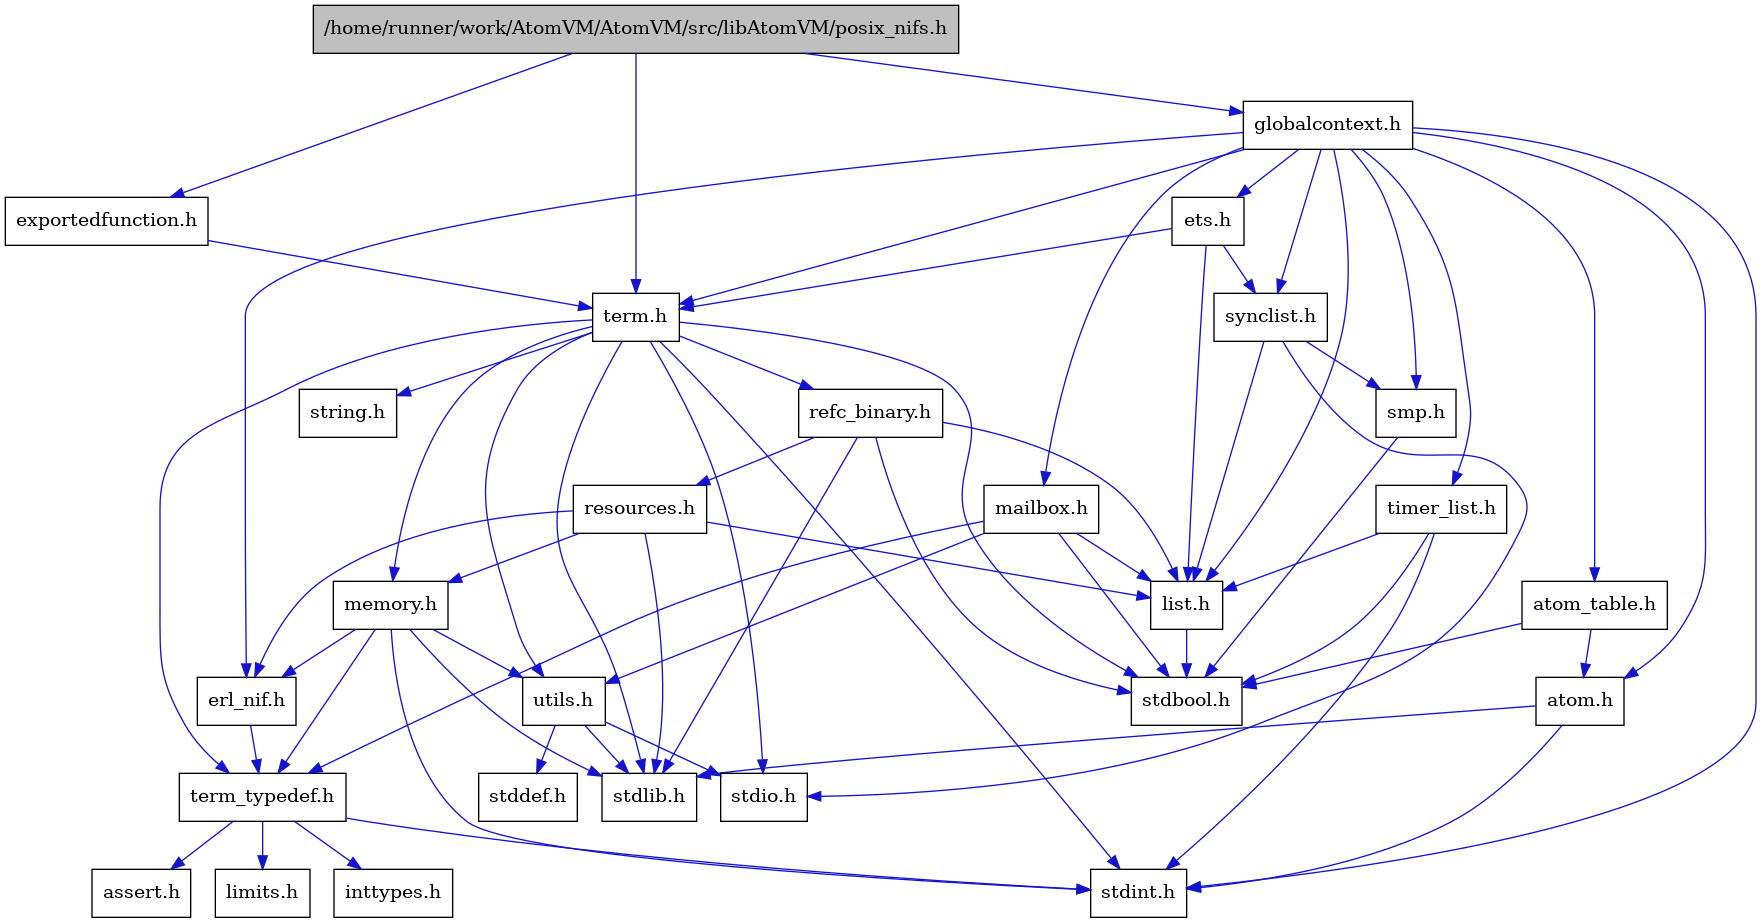 /home/runner/work/AtomVM/AtomVM/src/libAtomVM/posix_nifs.h
globalcontext.h
exportedfunction.h
ets.h
term.h
synclist.h
string.h
refc_binary.h
smp.h
resources.h
mailbox.h
timer_list.h
memory.h
list.h
atom_table.h
erl_nif.h
utils.h
stdbool.h
atom.h
term_typedef.h
stddef.h
stdlib.h
stdio.h
assert.h
limits.h
inttypes.h
stdint.h